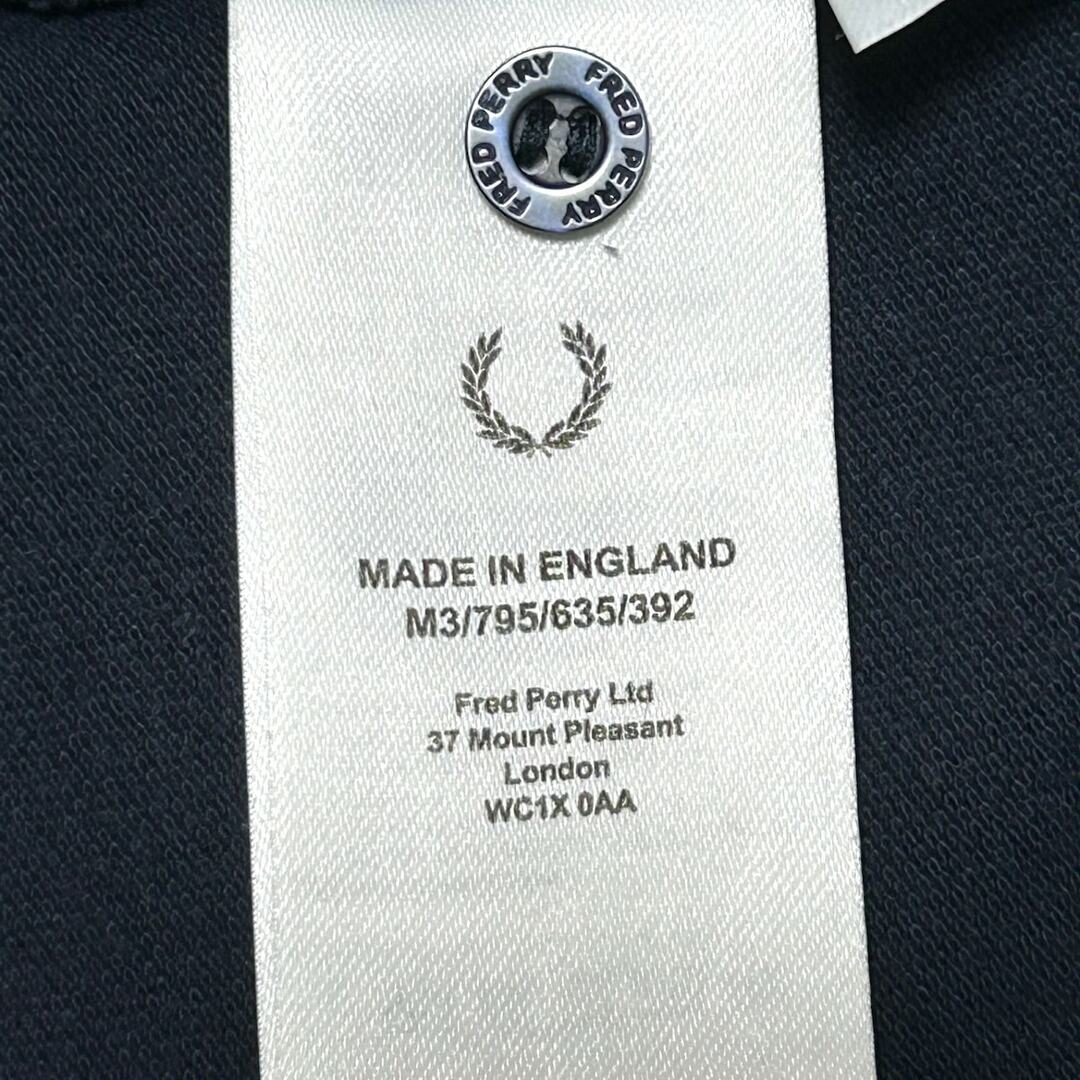 FRED PERRY FRED PERRY
MADE IN ENGLAND
M3/795/635/392
Fred Perry Ltd
37 Mount Pleasant
London
WC1X 0AA